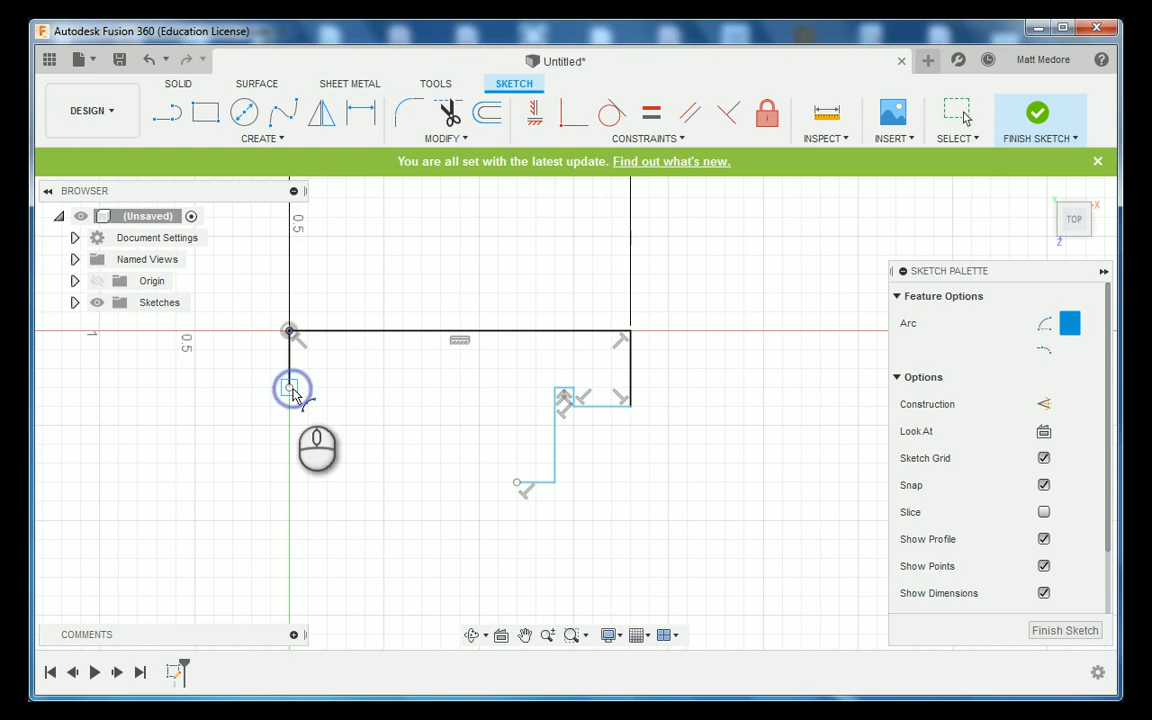 Autodesk Fusion 360 (Education License)
Untitled*
Matt Medore
SOLID SURFACE SHEET METAL TOOLS SKETCH
DESIGN
CREATE MODIFY CONSTRAINTS INSPECT INSERT SELECT FINISH SKETCH
You are all set with the latest update. Find out what's new.
BROWSER
(Unsaved)
Document Settings
Named Views
Origin
Sketches
0.5
1
0.5
TOP
X
Y
Z
SKETCH PALETTE
Feature Options
Arc
Options
Construction
Look At
Sketch Grid
Snap
Slice
Show Profile
Show Points
Show Dimensions
Finish Sketch
COMMENTS